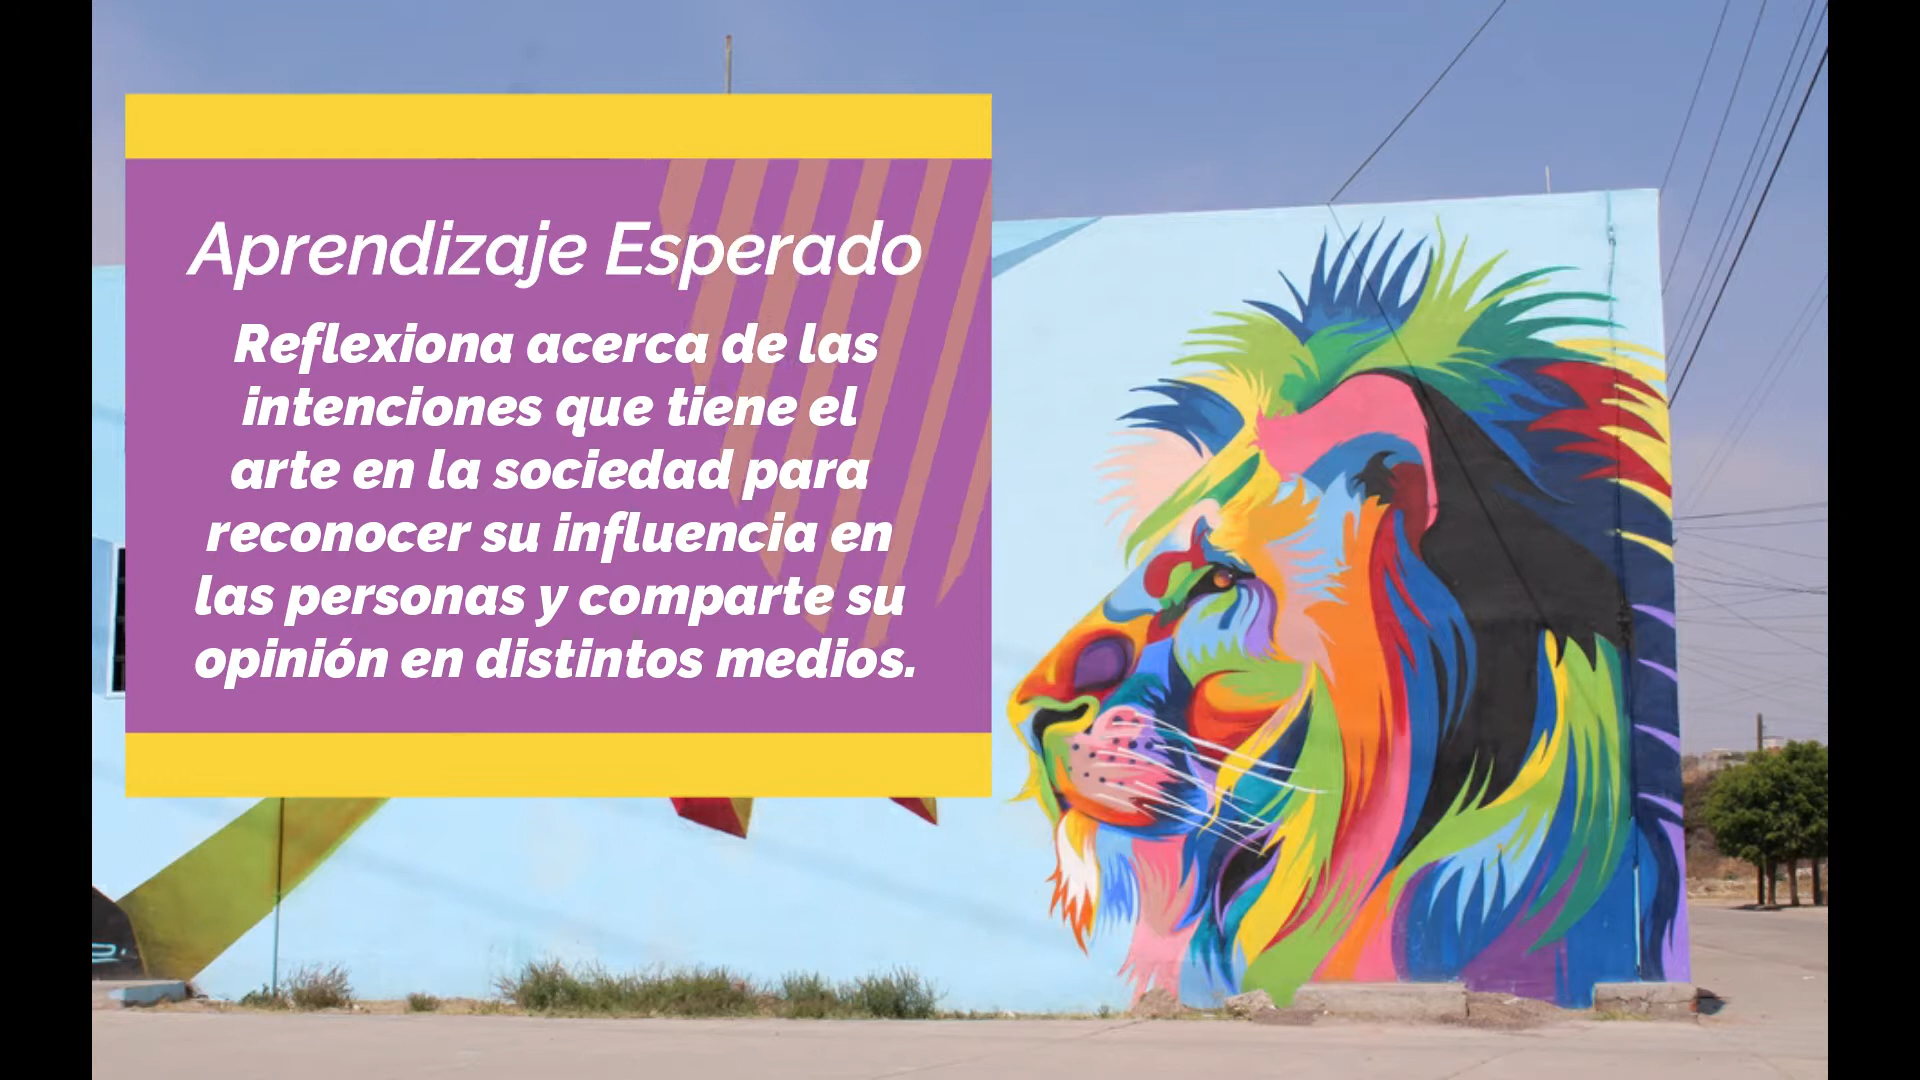 Aprendizaje Esperado
Reflexiona acerca de las
intenciones que tiene el
arte en la sociedad para
reconocer su influencia en
las personas y comparte su
opinión en distintos medios.